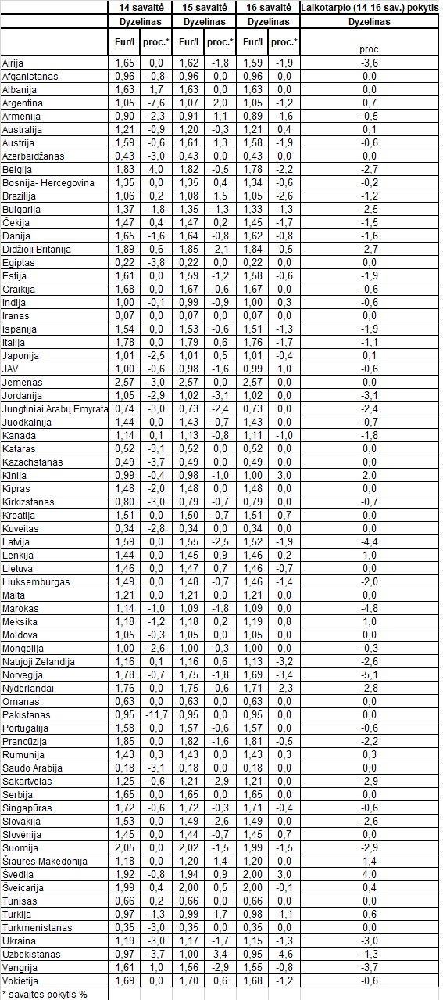 14 savaitė 15 savaitė 16 savaitė Laikotarpio (14-16 sav.) pokytis
Dyzelinas Dyzelinas Dyzelinas Dyzelinas
Eur/l proc.* Eur/l proc.* Eur/l proc.* proc.
Airija 1,65 0,0 1,62 -1,8 1,59 -1,9 -3,6
Afganistanas 0,96 -0,8 0,96 0,0 0,96 0,0 0,0
Albanija 1,63 1,7 1,63 0,0 1,63 0,0 0,0
Argentina 1,05 -7,6 1,07 2,0 1,05 -1,2 0,7
Armėnija 0,90 -2,3 0,91 1,1 0,89 -1,6 -0,5
Australija 1,21 -0,9 1,20 -0,3 1,21 0,4 0,1
Austrija 1,59 -0,6 1,61 1,3 1,58 -1,9 -0,6
Azerbaidžanas 0,43 -3,0 0,43 0,0 0,43 0,0 0,0
Belgija 1,83 4,0 1,82 -0,5 1,78 -2,2 -2,7
Bosnija- Hercegovina 1,35 0,0 1,35 0,4 1,34 -0,6 -0,2
Brazilija 1,06 0,2 1,08 1,5 1,05 -2,6 -1,2
Bulgarija 1,37 -1,8 1,35 -1,3 1,33 -1,3 -2,5
Čekija 1,47 0,4 1,47 0,2 1,45 -1,7 -1,5
Danija 1,65 -1,6 1,64 -0,8 1,62 -0,8 -1,6
Didžioji Britanija 1,89 0,6 1,85 -2,1 1,84 -0,5 -2,7
Egiptas 0,22 -3,8 0,22 0,0 0,22 0,0 0,0
Estija 1,61 0,0 1,59 -1,2 1,58 -0,6 -1,9
Graikija 1,68 0,0 1,67 -0,6 1,67 0,0 -0,6
Indija 1,00 -0,1 0,99 -0,9 1,00 0,3 -0,6
Iranas 0,07 0,0 0,07 0,0 0,07 0,0 0,0
Ispanija 1,54 0,0 1,53 -0,6 1,51 -1,3 -1,9
Italija 1,78 0,0 1,79 0,6 1,76 -1,7 -1,1
Japonija 1,01 -2,5 1,01 0,5 1,01 -0,4 0,1
JAV 1,00 -0,6 0,98 -1,6 0,99 1,0 -0,6
Jemenas 2,57 -3,0 2,57 0,0 2,57 0,0 0,0
Jordanija 1,05 -2,9 1,02 -3,1 1,02 0,0 -3,1
Jungtiniai Arabų Emyrata 0,74 -3,0 0,73 -2,4 0,73 0,0 -2,4
Juodkalnija 1,44 0,0 1,43 -0,7 1,43 0,0 -0,7
Kanada 1,14 0,1 1,13 -0,8 1,11 -1,0 -1,8
Kataras 0,52 -3,1 0,52 0,0 0,52 0,0 0,0
Kazachstanas 0,49 -3,7 0,49 0,0 0,49 0,0 0,0
Kinija 0,99 -0,4 0,98 -1,0 1,00 3,0 2,0
Kipras 1,48 -2,0 1,48 0,0 1,48 0,0 0,0
Kirkizstanas 0,80 -3,0 0,79 -0,7 0,79 0,0 -0,7
Kroatija 1,51 0,0 1,50 -0,7 1,51 0,7 0,0
Kuveitas 0,34 -2,8 0,34 0,0 0,34 0,0 0,0
Latvija 1,59 0,0 1,55 -2,5 1,52 -1,9 -4,4
Lenkija 1,44 0,0 1,45 0,9 1,46 0,2 1,0
Lietuva 1,46 0,0 1,47 0,7 1,46 -0,7 0,0
Liuksemburgas 1,49 0,0 1,48 -0,7 1,46 -1,4 -2,0
Malta 1,21 0,0 1,21 0,0 1,21 0,0 0,0
Marokas 1,14 -1,0 1,09 -4,8 1,09 0,0 -4,8
Meksika 1,18 -1,2 1,18 0,2 1,19 0,8 1,0
Moldova 1,05 -0,3 1,05 0,0 1,05 0,0 0,0
Mongolija 1,00 -2,6 1,00 -0,3 1,00 0,0 -0,3
Naujoji Zelandija 1,16 0,1 1,16 0,6 1,13 -3,2 -2,6
Norvegija 1,78 -0,7 1,75 -1,8 1,69 -3,4 -5,1
Nyderlandai 1,76 0,0 1,75 -0,6 1,71 -2,3 -2,8
Omanas 0,63 0,0 0,63 0,0 0,63 0,0 0,0
Pakistanas 0,95 -11,7 0,95 0,0 0,95 0,0 0,0
Portugalija 1,58 0,0 1,57 -0,6 1,57 0,0 -0,6
Prancūzija 1,85 0,0 1,82 -1,6 1,81 -0,5 -2,2
Rumunija 1,43 0,3 1,43 0,0 1,43 0,3 0,3
Saudo Arabija 0,18 -3,1 0,18 0,0 0,18 0,0 0,0
Sakartvelas 1,25 -0,6 1,21 -2,9 1,21 0,0 -2,9
Serbija 1,65 0,0 1,65 0,0 1,65 0,0 0,0
Singapūras 1,72 -0,6 1,72 -0,3 1,71 -0,4 -0,6
Slovakija 1,53 0,0 1,49 -2,6 1,49 0,0 -2,6
Slovėnija 1,45 0,0 1,44 -0,7 1,45 0,7 0,0
Suomija 2,05 0,0 2,02 -1,5 1,99 -1,5 -2,9
Šiaurės Makedonija 1,18 0,0 1,20 1,4 1,20 0,0 1,4
Švedija 1,92 -0,8 1,94 0,9 2,00 3,0 4,0
Šveicarija 1,99 0,4 2,00 0,5 2,00 -0,1 0,4
Tunisas 0,66 0,2 0,66 0,0 0,66 0,0 0,0
Turkija 0,97 -1,3 0,99 1,7 0,98 -1,1 0,6
Turkmenistanas 0,35 -3,0 0,35 0,0 0,35 0,0 0,0
Ukraina 1,19 -3,0 1,17 -1,7 1,15 -1,3 -3,0
Uzbekistanas 0,97 -3,7 1,00 3,4 0,95 -4,6 -1,3
Vengrija 1,61 1,0 1,56 -2,9 1,55 -0,8 -3,7
Vokietija 1,69 0,0 1,70 0,6 1,68 -1,2 -0,6
* savaitės pokytis %